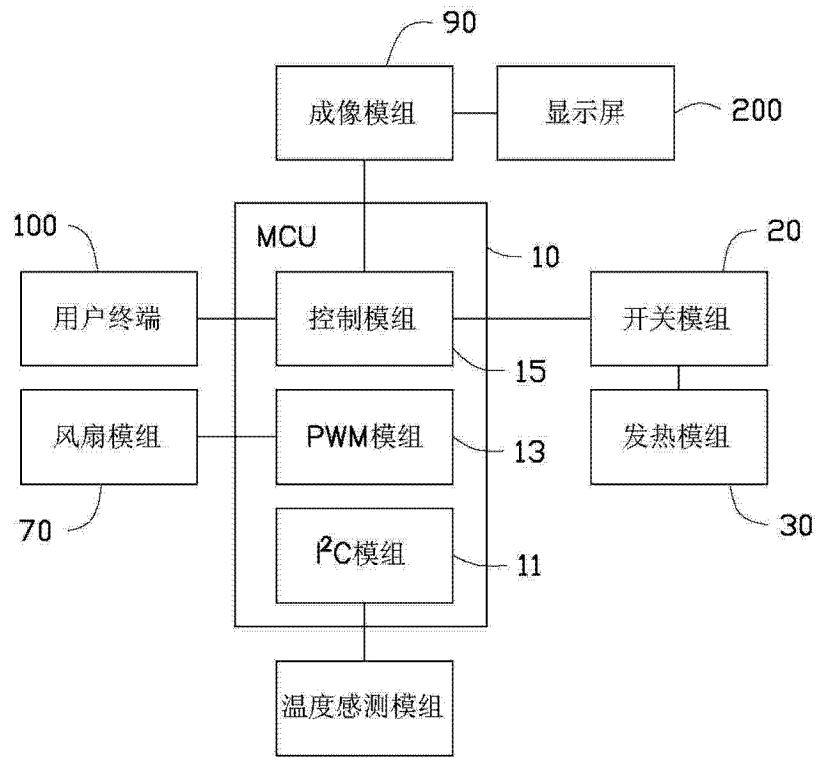 90
成像模组
显示屏
200
100
MCU
10
20
用户终端
控制模组
开关模组
15
风扇模组
PWM模组
13
发热模组
70
30
I²C模组
11
温度感测模组